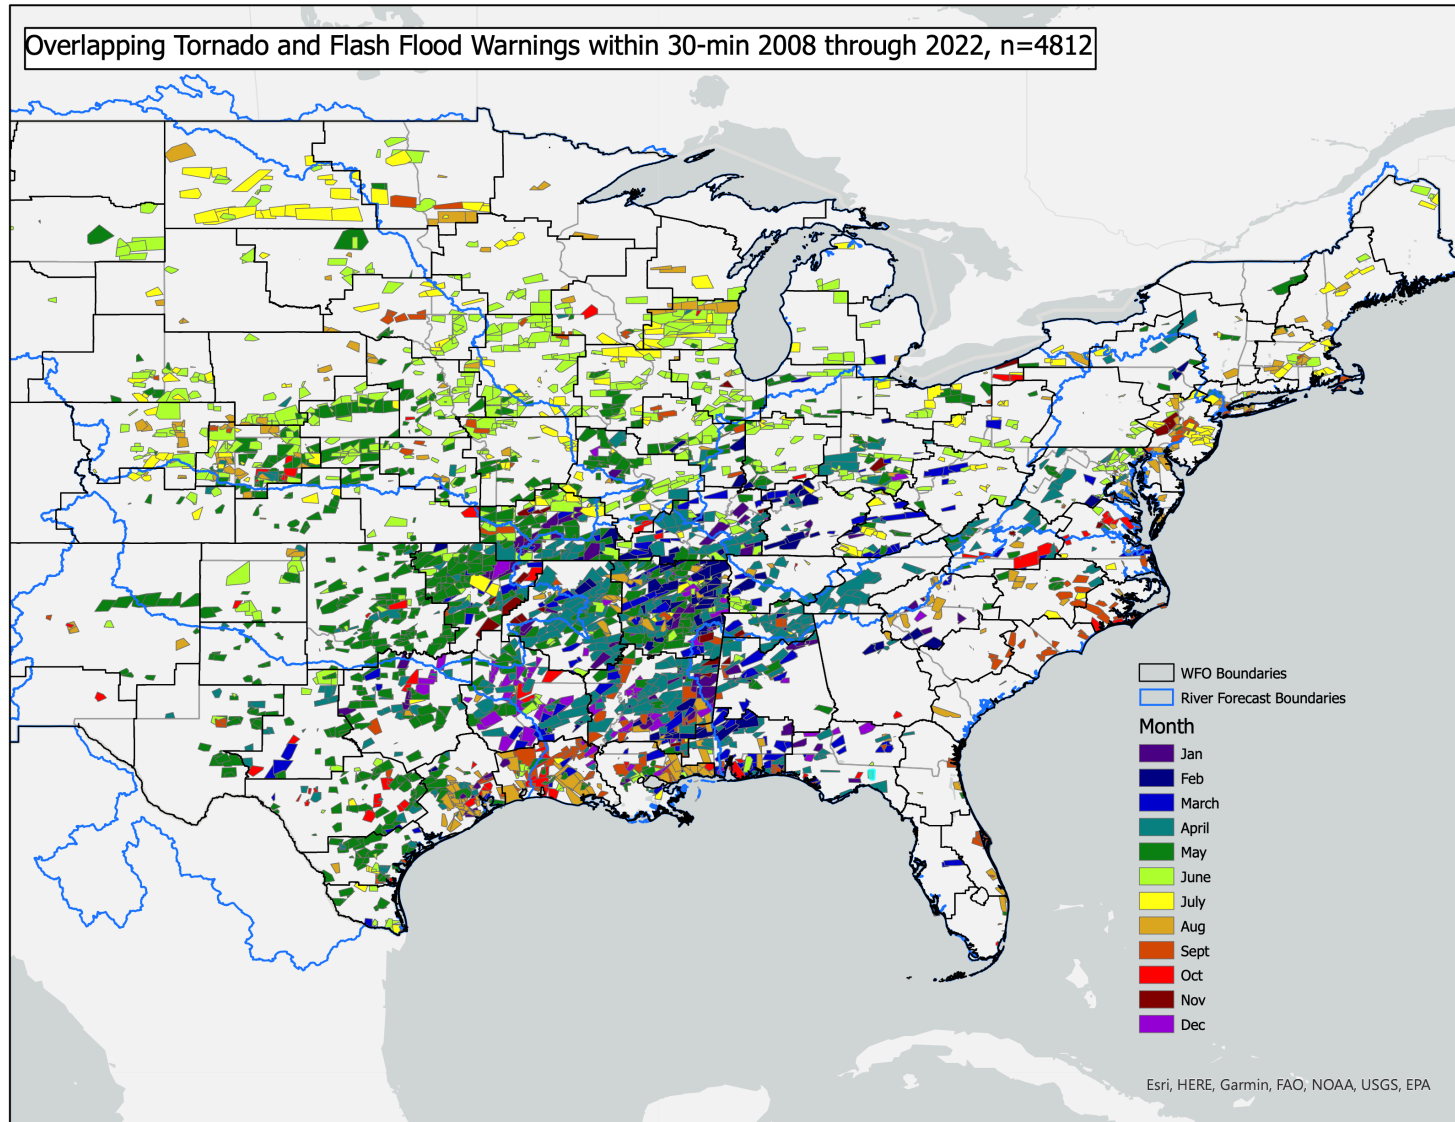 Overlapping Tornado and Flash Flood Warnings within 30-min 2008 through 2022, n=4812
WFO Boundaries
River Forecast Boundaries
Month
Jan
Feb
March
April
May
June
July
Aug
Sept
Oct
Nov
Dec
Esri, HERE, Garmin, FAO, NOAA, USGS, EPA